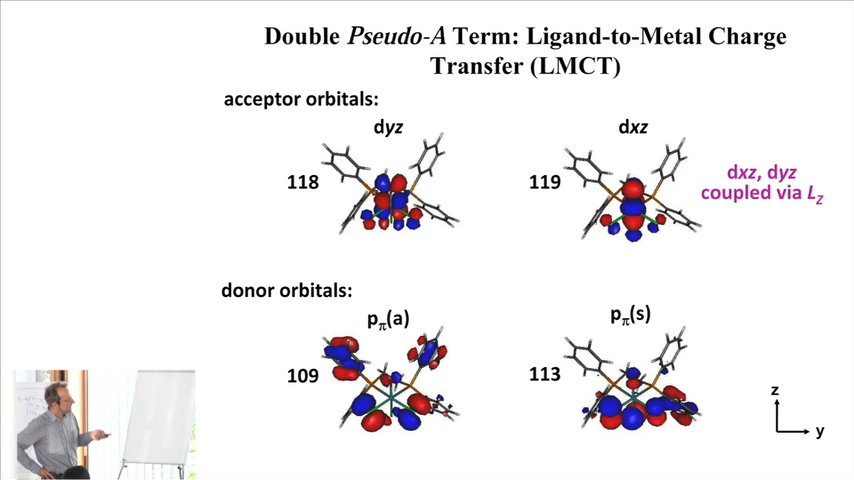 Double Pseudo-A Term: Ligand-to-Metal Charge
Transfer (LMCT)
acceptor orbitals:
dyz
dxz
118
119
dxz, dyz
coupled via LZ
donor orbitals:
pπ(a)
pπ(s)
109
113
z
y